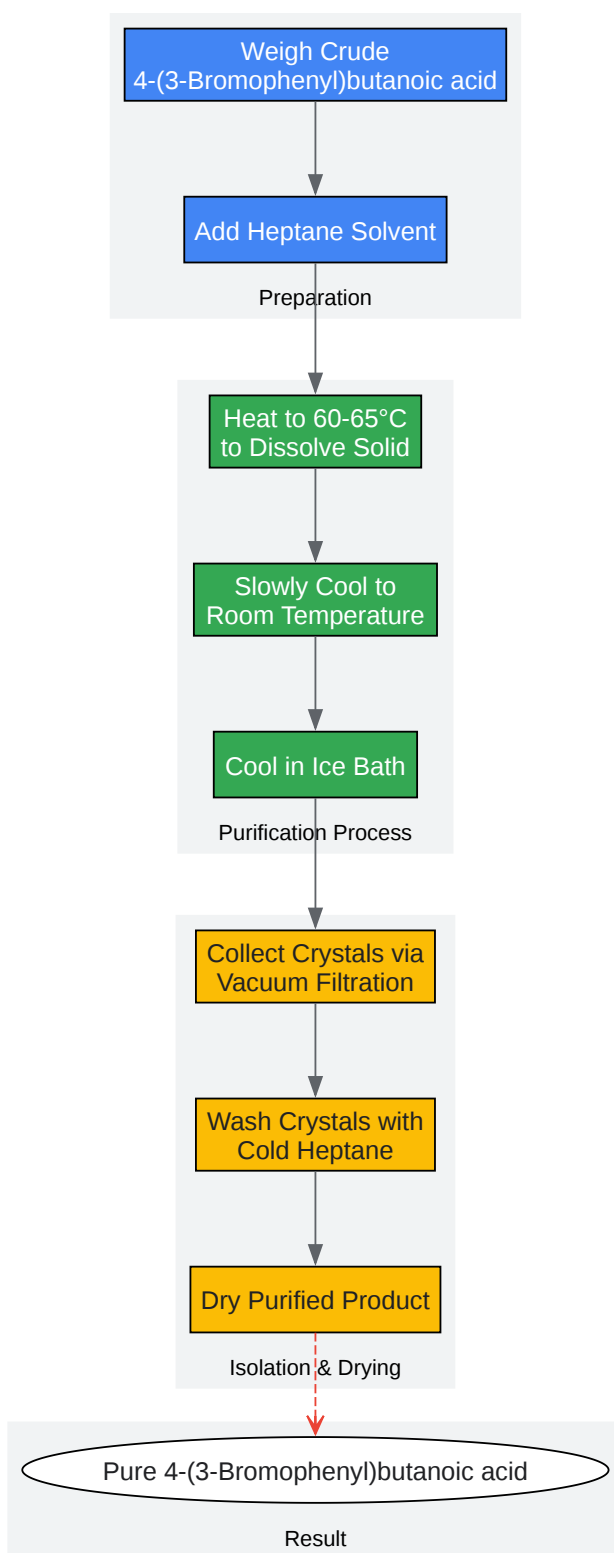 Weigh Crude
4-(3-Bromophenyl)butanoic acid
Add Heptane Solvent
Preparation
Heat to 60-65°C
to Dissolve Solid
Slowly Cool to
Room Temperature
Cool in Ice Bath
Purification Process
Collect Crystals via
Vacuum Filtration
Wash Crystals with
Cold Heptane
Dry Purified Product
Isolation & Drying
Pure 4-(3-Bromophenyl)butanoic acid
Result